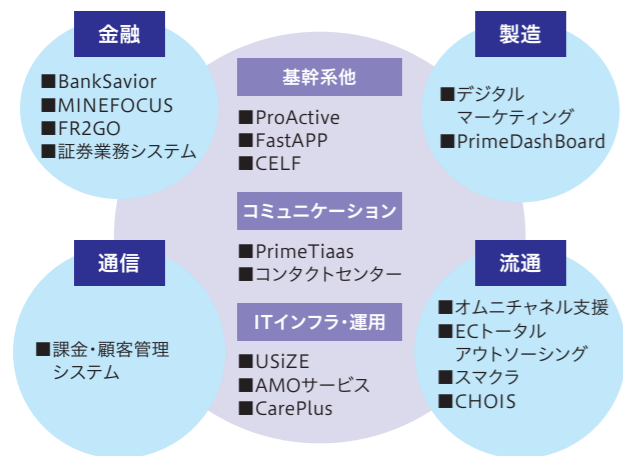 金融
■BankSavior
■MINEFOCUS
■FR2GO
■証券業務システム
基幹系他
■ProActive
■FastAPP
■CELF
製造
■デジタル
マーケティング
■PrimeDashBoard
コミュニケーション
■PrimeTiaas
■コンタクトセンター
通信
■課金・顧客管理
システム
ITインフラ・運用
■USiZE
■AMOサービス
■CarePlus
流通
■オムニチャネル支援
■ECトータル
アウトソーシング
■スマクラ
■CHOIS